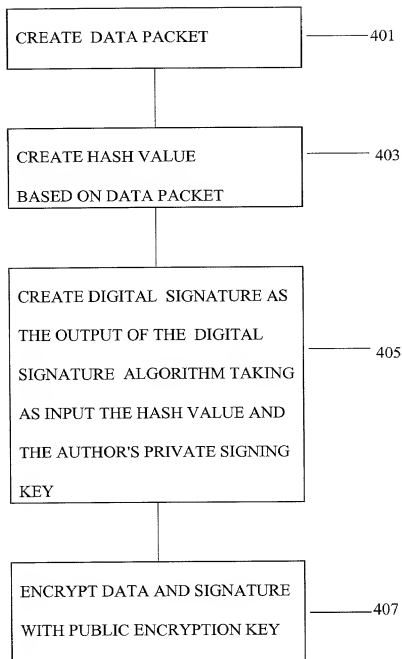 CREATE DATA PACKET
401
CREATE HASH VALUE
BASED ON DATA PACKET
403
CREATE DIGITAL SIGNATURE AS
THE OUTPUT OF THE DIGITAL
SIGNATURE ALGORITHM TAKING
AS INPUT THE HASH VALUE AND
THE AUTHOR'S PRIVATE SIGNING
KEY
405
ENCRYPT DATA AND SIGNATURE
WITH PUBLIC ENCRYPTION KEY
407